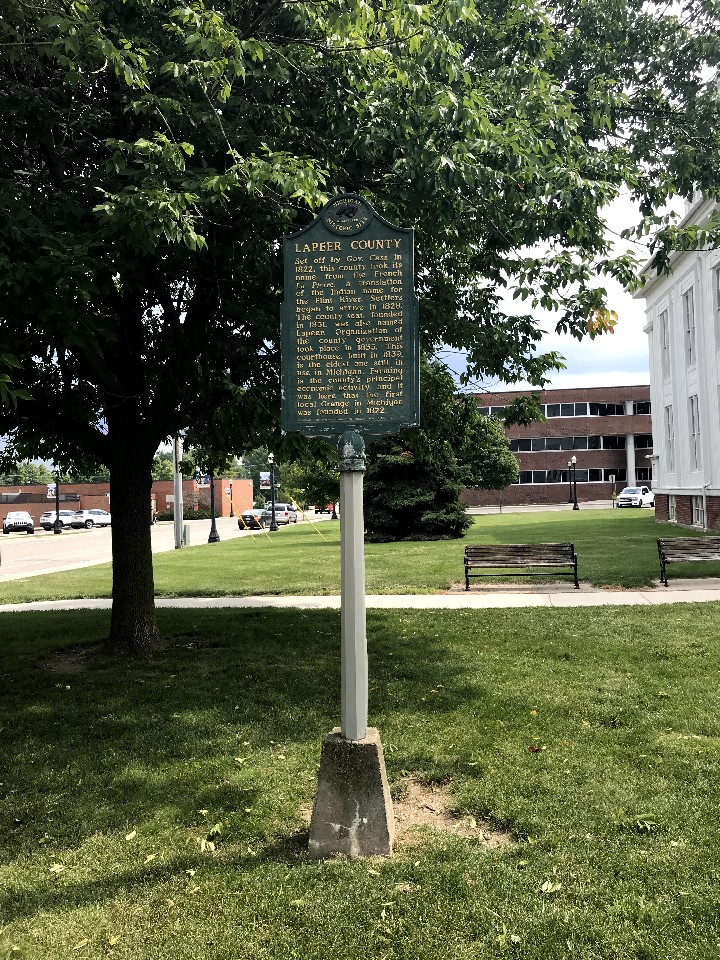 MICHIGAN
HISTORIC SITE
LAPEER COUNTY
Set off by Gov. Cass in
1822, this county took its
name from the French
La Pierre, a translation
of the Indian name for
the Flint River. Settlers
began to arrive in 1828.
The county seat, founded
in 1831, was also named
Lapeer. Organization of
the county government
took place in 1835. This
courthouse, built in 1839,
is the oldest one still in
use in Michigan. Farming
is the county's principal
economic activity, and it
was here that the first
local Grange in Michigan
was founded in 1872.